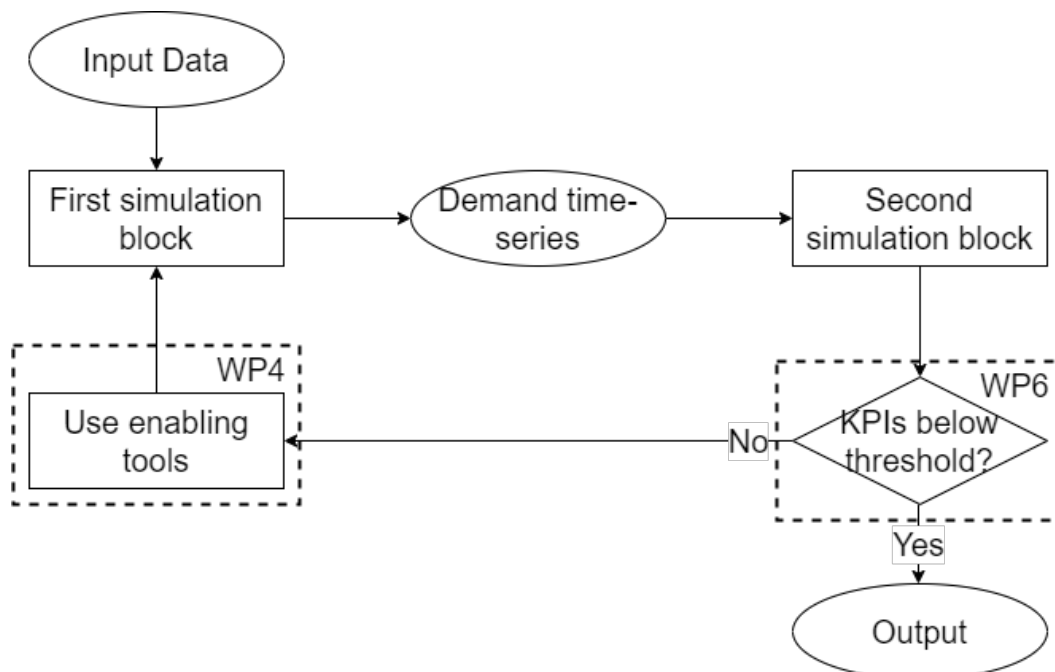 Input Data
First simulation
block
Demand time-
series
Second
simulation block
WP4
Use enabling
tools
No
WP6
KPIs below
threshold?
Yes
Output